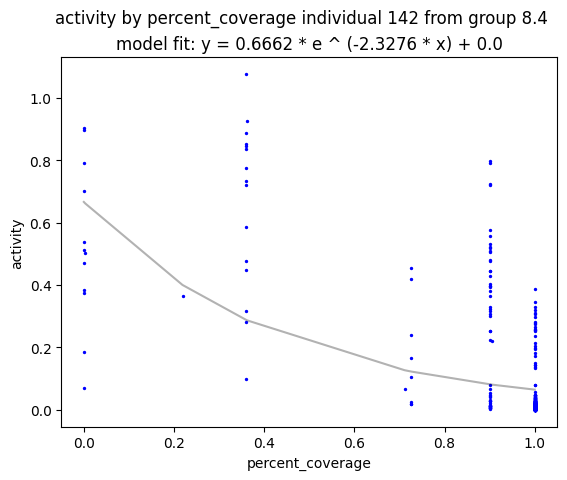 activity by percent_coverage individual 142 from group 8.4
model fit: y = 0.6662 * e ^ (-2.3276 * x) + 0.0
1.0
0.8
0.6
0.4
0.2
0.0
activity
0.0 0.2 0.4 0.6 0.8 1.0
percent_coverage